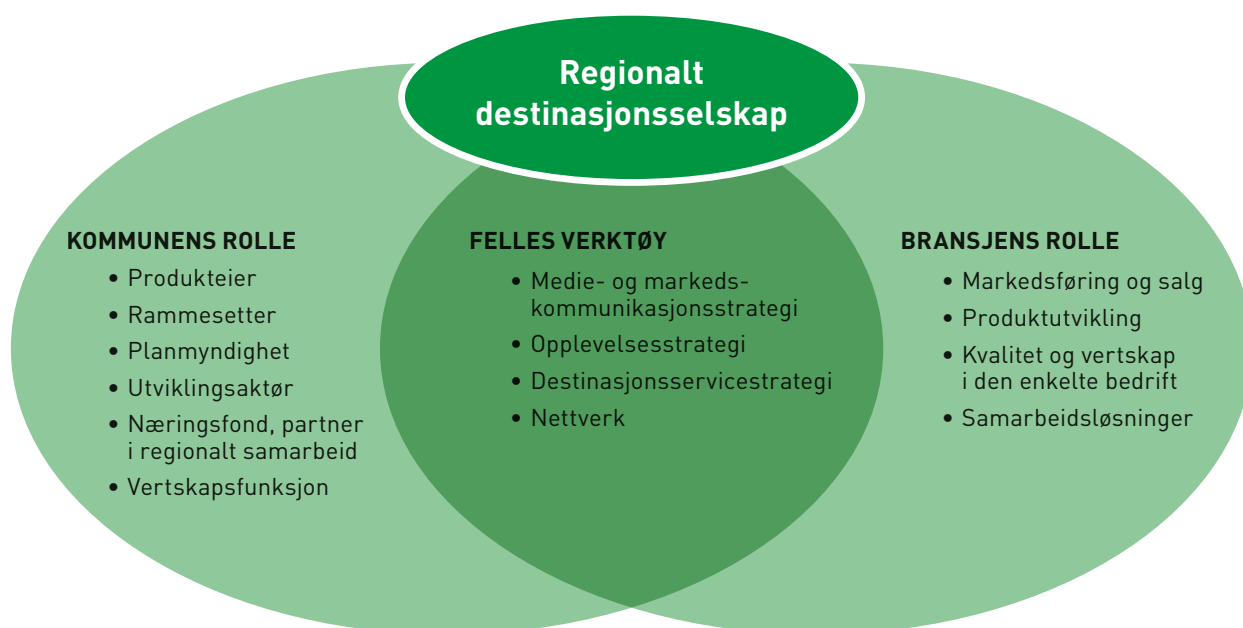 Regionalt
destinasjonsselskap
KOMMUNENS ROLLE
• Produkteier
• Rammesetter
• Planmyndighet
• Utviklingsaktør
• Næringsfond, partner
i regionalt samarbeid
• Vertskapsfunksjon
FELLES VERKTØY
• Medie- og markeds-
kommunikasjonsstrategi
• Opplevelsesstrategi
• Destinasjonsservicestrategi
• Nettverk
BRANSJENS ROLLE
• Markedsføring og salg
• Produktutvikling
• Kvalitet og vertskap
i den enkelte bedrift
• Samarbeidsløsninger